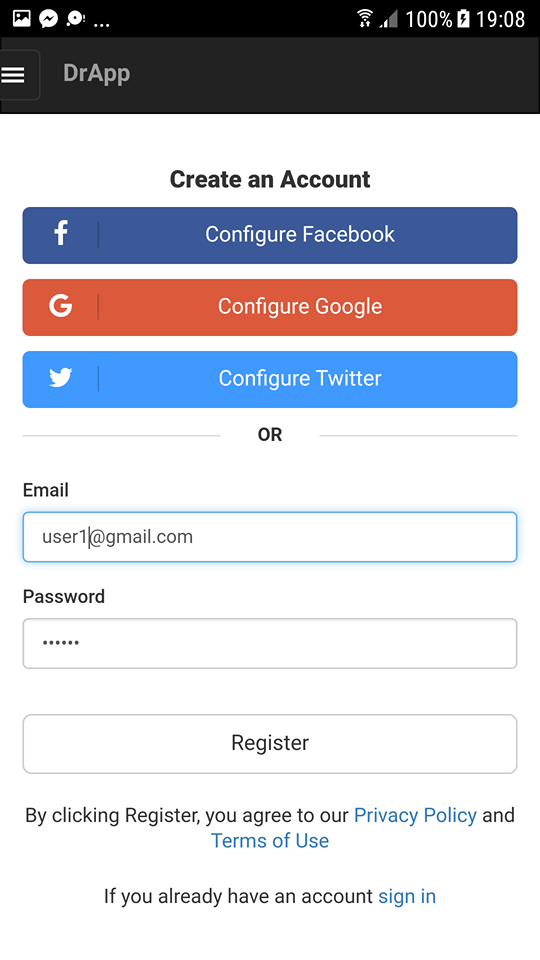 ... 100% 19:08
DrApp
Create an Account
Configure Facebook
Configure Google
Configure Twitter
OR
Email
user1@gmail.com
Password
••••••
Register
By clicking Register, you agree to our Privacy Policy and
Terms of Use
If you already have an account sign in